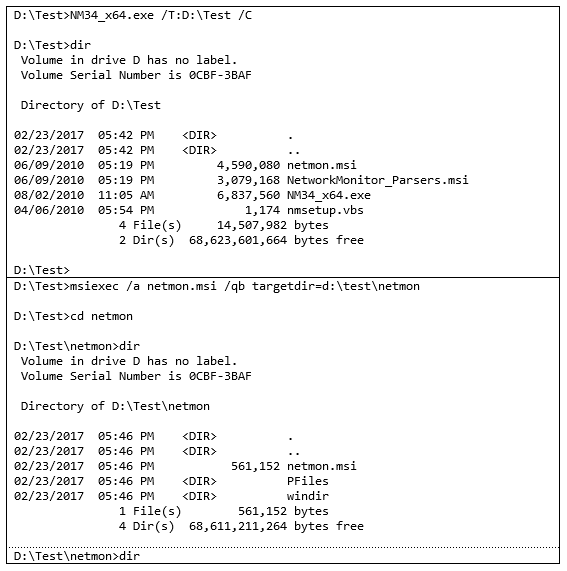 D:\Test>NM34_x64.exe /T:D:\Test /C
D:\Test>dir
Volume in drive D has no label.
Volume Serial Number is 0CBF-3BAF
Directory of D:\Test
02/23/2017  05:42 PM    <DIR>          .
02/23/2017  05:42 PM    <DIR>          ..
06/09/2010  05:19 PM         4,590,080 netmon.msi
06/09/2010  05:19 PM         3,079,168 NetworkMonitor_Parsers.msi
08/02/2010  11:05 AM         6,837,560 NM34_x64.exe
04/06/2010  05:54 PM             1,174 nmsetup.vbs
4 File(s)     14,507,982 bytes
2 Dir(s)  68,623,601,664 bytes free
D:\Test>
D:\Test>msiexec /a netmon.msi /qb targetdir=d:\test\netmon
D:\Test>cd netmon
D:\Test\netmon>dir
Volume in drive D has no label.
Volume Serial Number is 0CBF-3BAF
Directory of D:\Test\netmon
02/23/2017  05:46 PM    <DIR>          .
02/23/2017  05:46 PM    <DIR>          ..
02/23/2017  05:46 PM           561,152 netmon.msi
02/23/2017  05:46 PM    <DIR>          PFiles
02/23/2017  05:46 PM    <DIR>          windir
1 File(s)        561,152 bytes
4 Dir(s)  68,611,211,264 bytes free
D:\Test\netmon>dir